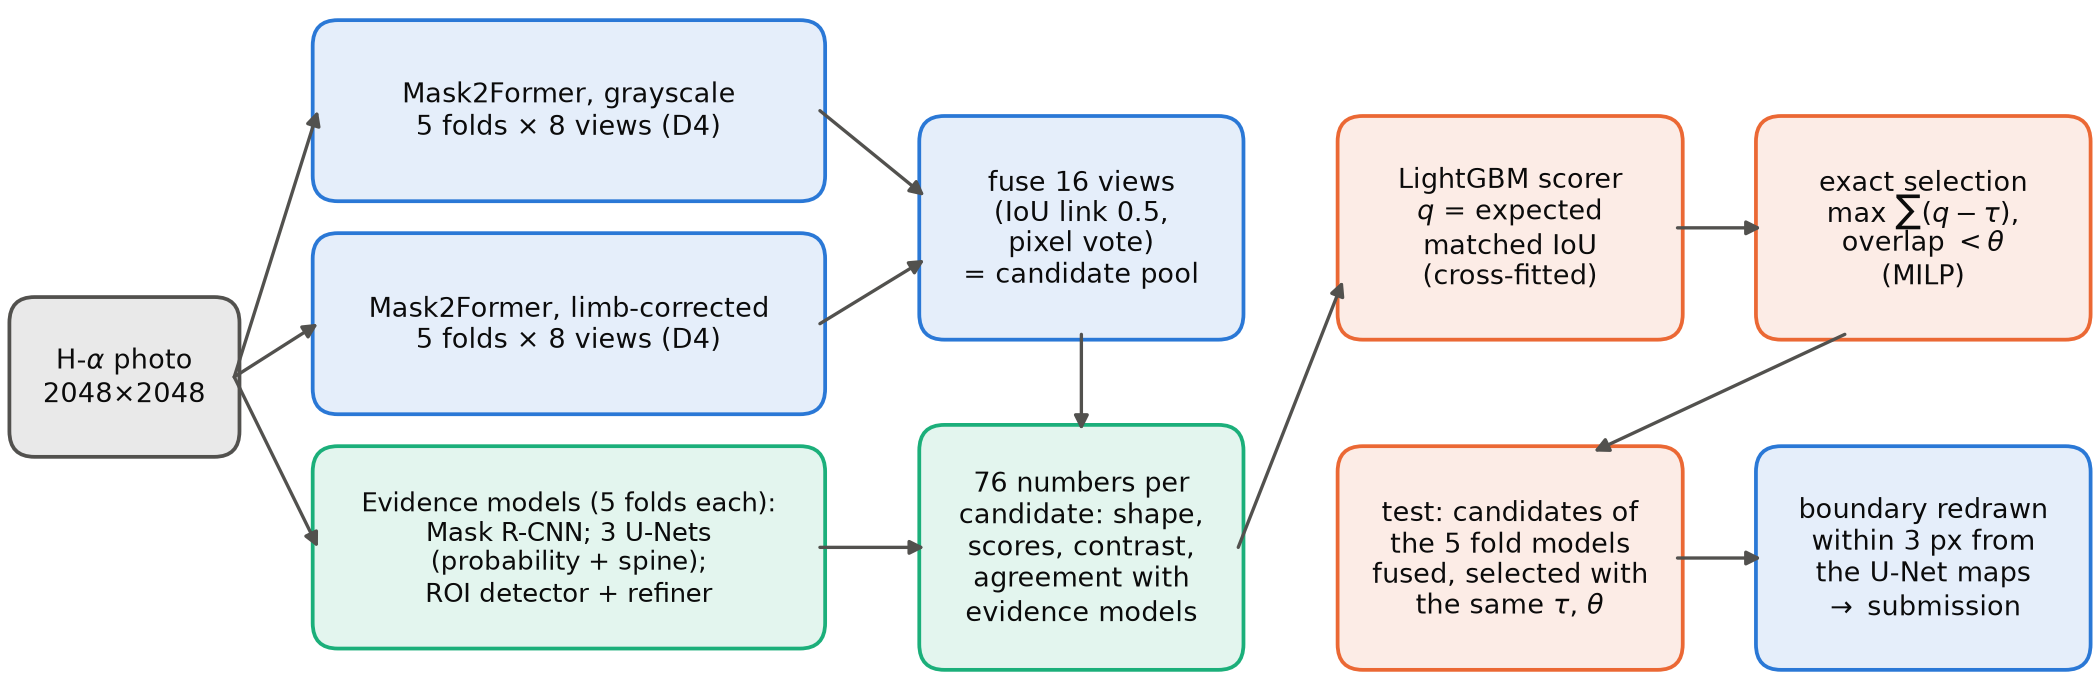 H-α photo
2048×2048
Mask2Former, grayscale
5 folds × 8 views (D4)
Mask2Former, limb-corrected
5 folds × 8 views (D4)
Evidence models (5 folds each):
Mask R-CNN; 3 U-Nets
(probability + spine);
ROI detector + refiner
fuse 16 views
(IoU link 0.5,
pixel vote)
= candidate pool
76 numbers per
candidate: shape,
scores, contrast,
agreement with
evidence models
LightGBM scorer
q = expected
matched IoU
(cross-fitted)
exact selection
max ∑(q − τ),
overlap < θ
(MILP)
test: candidates of
the 5 fold models
fused, selected with
the same τ, θ
boundary redrawn
within 3 px from
the U-Net maps
→ submission